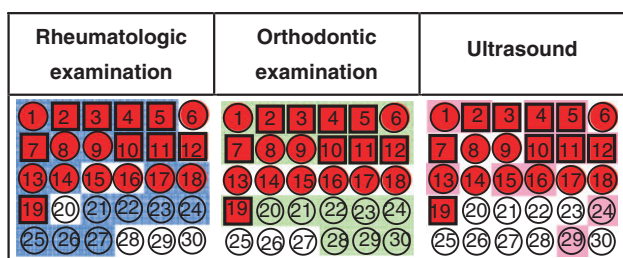 Rheumatologic examination Orthodontic examination Ultrasound
1 2 3 4 5 6 1 2 3 4 5 6 1 2 3 4 5 6
7 8 9 10 11 12 7 8 9 10 11 12 7 8 9 10 11 12
13 14 15 16 17 18 13 14 15 16 17 18 13 14 15 16 17 18
19 20 21 22 23 24 19 20 21 22 23 24 19 20 21 22 23 24
25 26 27 28 29 30 25 26 27 28 29 30 25 26 27 28 29 30